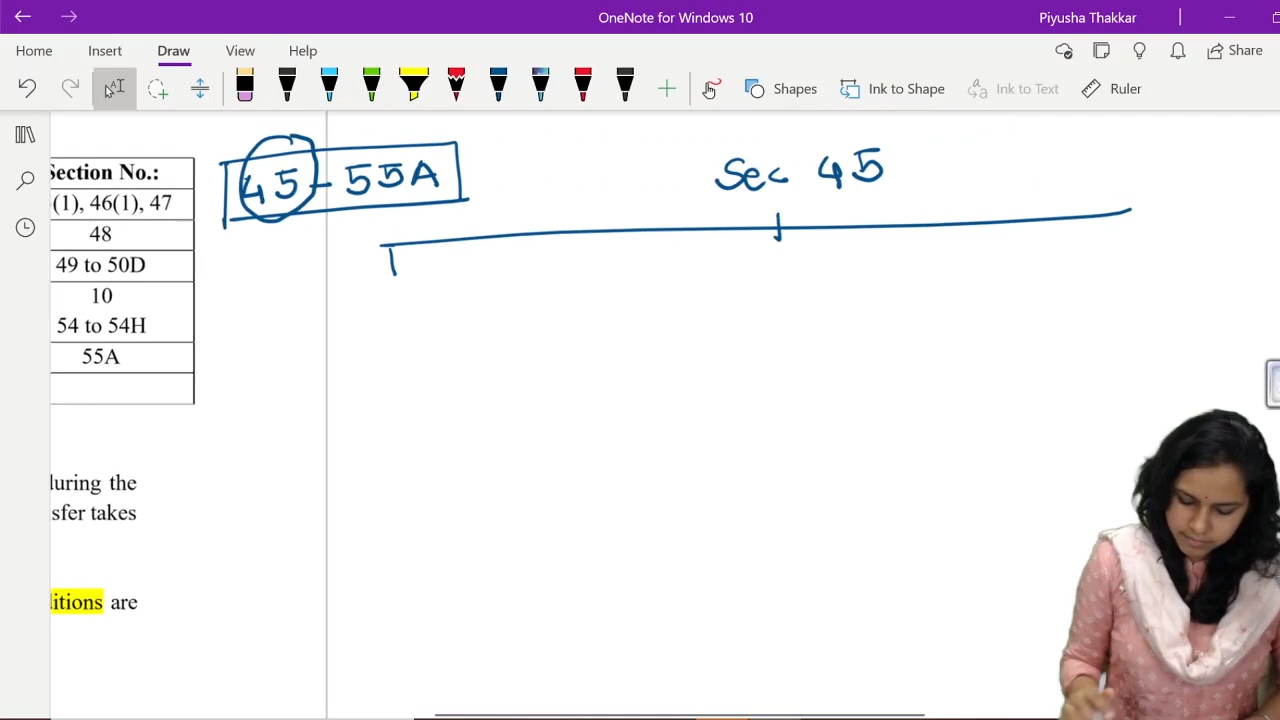 OneNote for Windows 10
Piyusha Thakkar
Home Insert Draw View Help
Share
Shapes Ink to Shape Ink to Text Ruler
Section No.:
(1), 46(1), 47
48
49 to 50D
10
54 to 54H
55A
45 - 55A
Sec 45
during the
sfer takes
ditions are